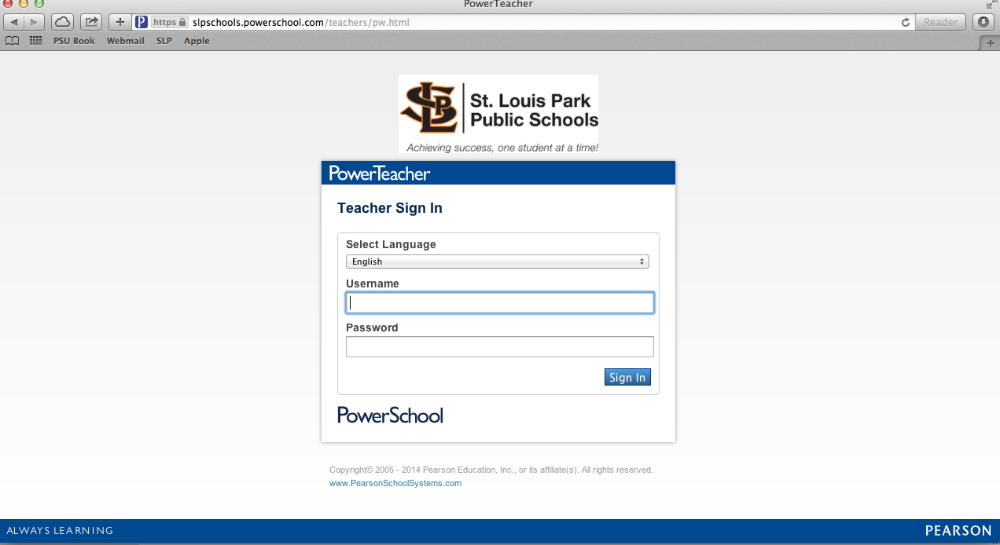 PowerTeacher
https slpschools.powerschool.com/teachers/pw.html Reader
PSU Book Webmail SLP Apple
SLP
St. Louis Park
Public Schools
Achieving success, one student at a time!
PowerTeacher
Teacher Sign In
Select Language
English
Username
Password
Sign In
PowerSchool
Copyright© 2005 - 2014 Pearson Education, Inc., or its affiliate(s). All rights reserved.
www.PearsonSchoolSystems.com
ALWAYS LEARNING PEARSON